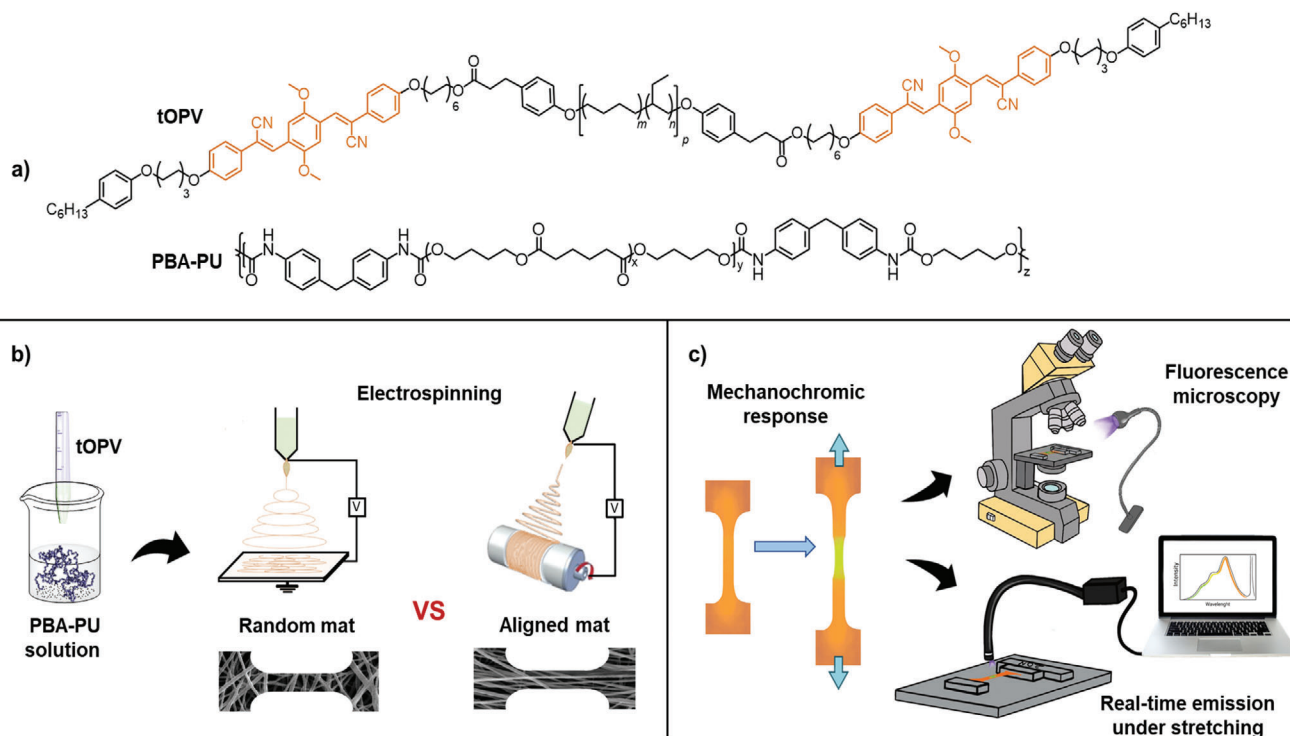 a)
tOPV
C6H13
O
3
O
CN
O
O
CN
O
6
O
O
O
m
n
p
O
O
O
6
O
CN
O
O
CN
O
3
O
C6H13
PBA-PU
O
H
N
H
N
O
O
O
O
O
x
O
O
y
O
N
H
H
N
O
O
O
z
b)
Electrospinning
tOPV
V
V
PBA-PU
solution
VS
Random mat
Aligned mat
c)
Mechanochromic
response
Fluorescence
microscopy
Intensity
Wavelenght
Real-time emission
under stretching